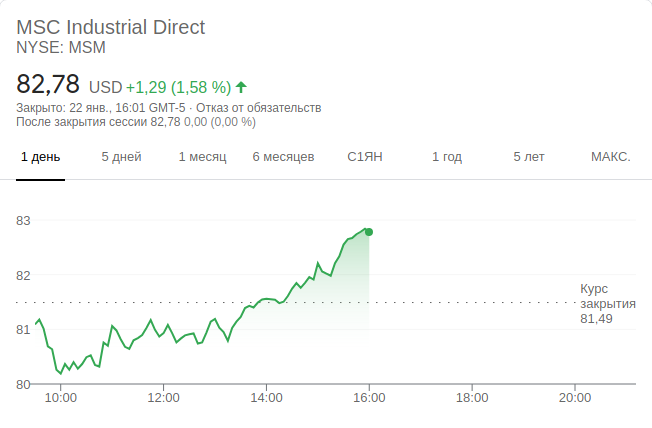 MSC Industrial Direct
NYSE: MSM
82,78 USD +1,29 (1,58 %)
Закрыто: 22 янв., 16:01 GMT-5 · Отказ от обязательств
После закрытия сессии 82,78 0,00 (0,00 %)
1 день 5 дней 1 месяц 6 месяцев С1ЯН 1 год 5 лет МАКС.
83
82
Курс
закрытия
81,49
81
80
10:00 12:00 14:00 16:00 18:00 20:00